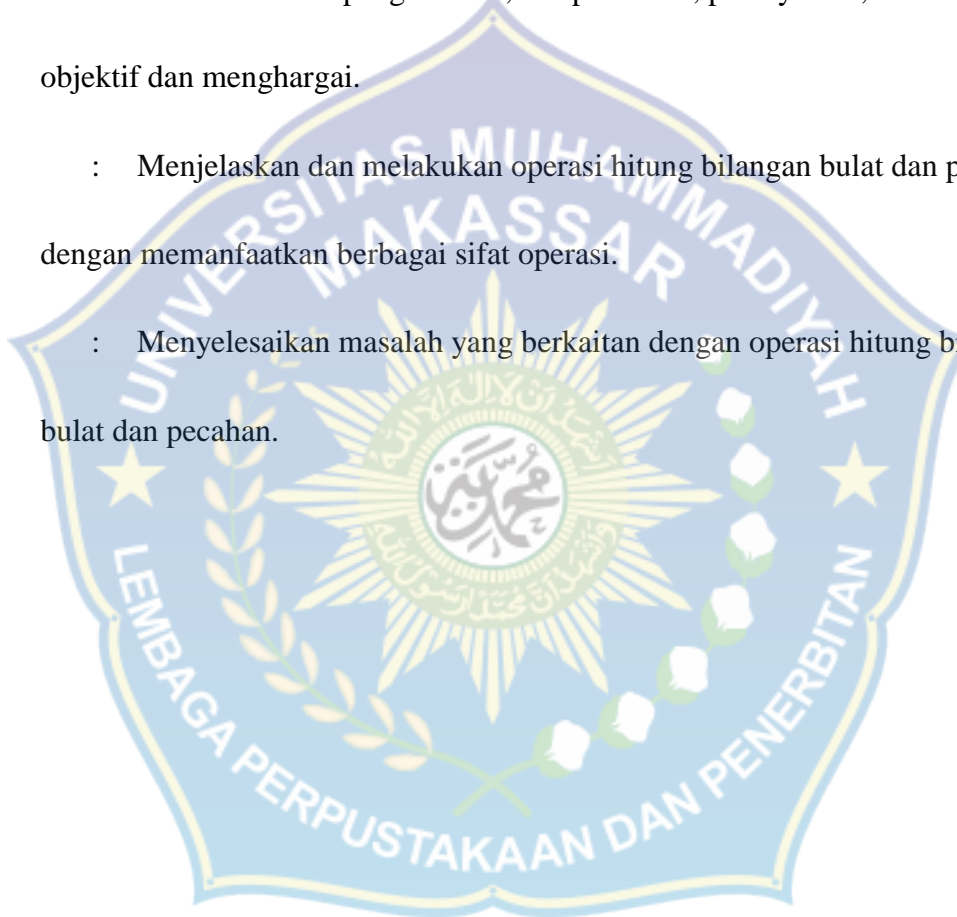 objektif dan menghargai.
: Menjelaskan dan melakukan operasi hitung bilangan bulat dan p
dengan memanfaatkan berbagai sifat operasi.
: Menyelesaikan masalah yang berkaitan dengan operasi hitung b
bulat dan pecahan.
UNIVERSITAS MUHAMMADIYAH
MAKASSAR
LEMBAGA PERPUSTAKAAN DAN PENERBITAN